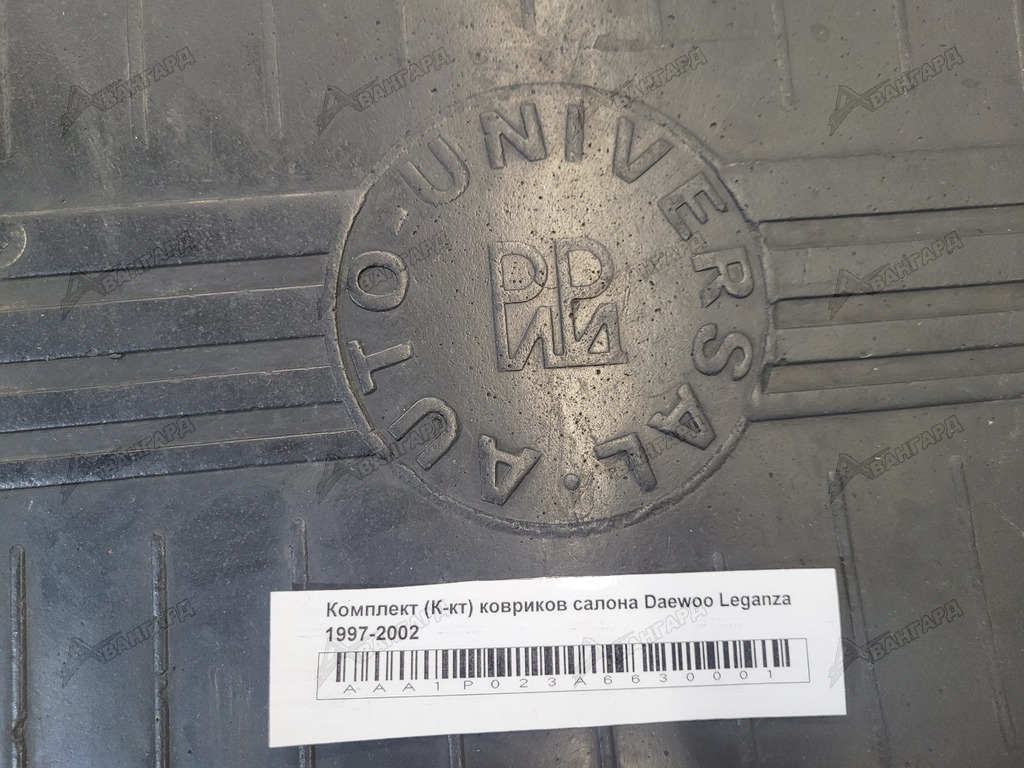 AUTO-UNIVERSAL·
Комплект (К-кт) ковриков салона Daewoo Leganza
1997-2002
AAA1P023A6630001
АВАНГАРД